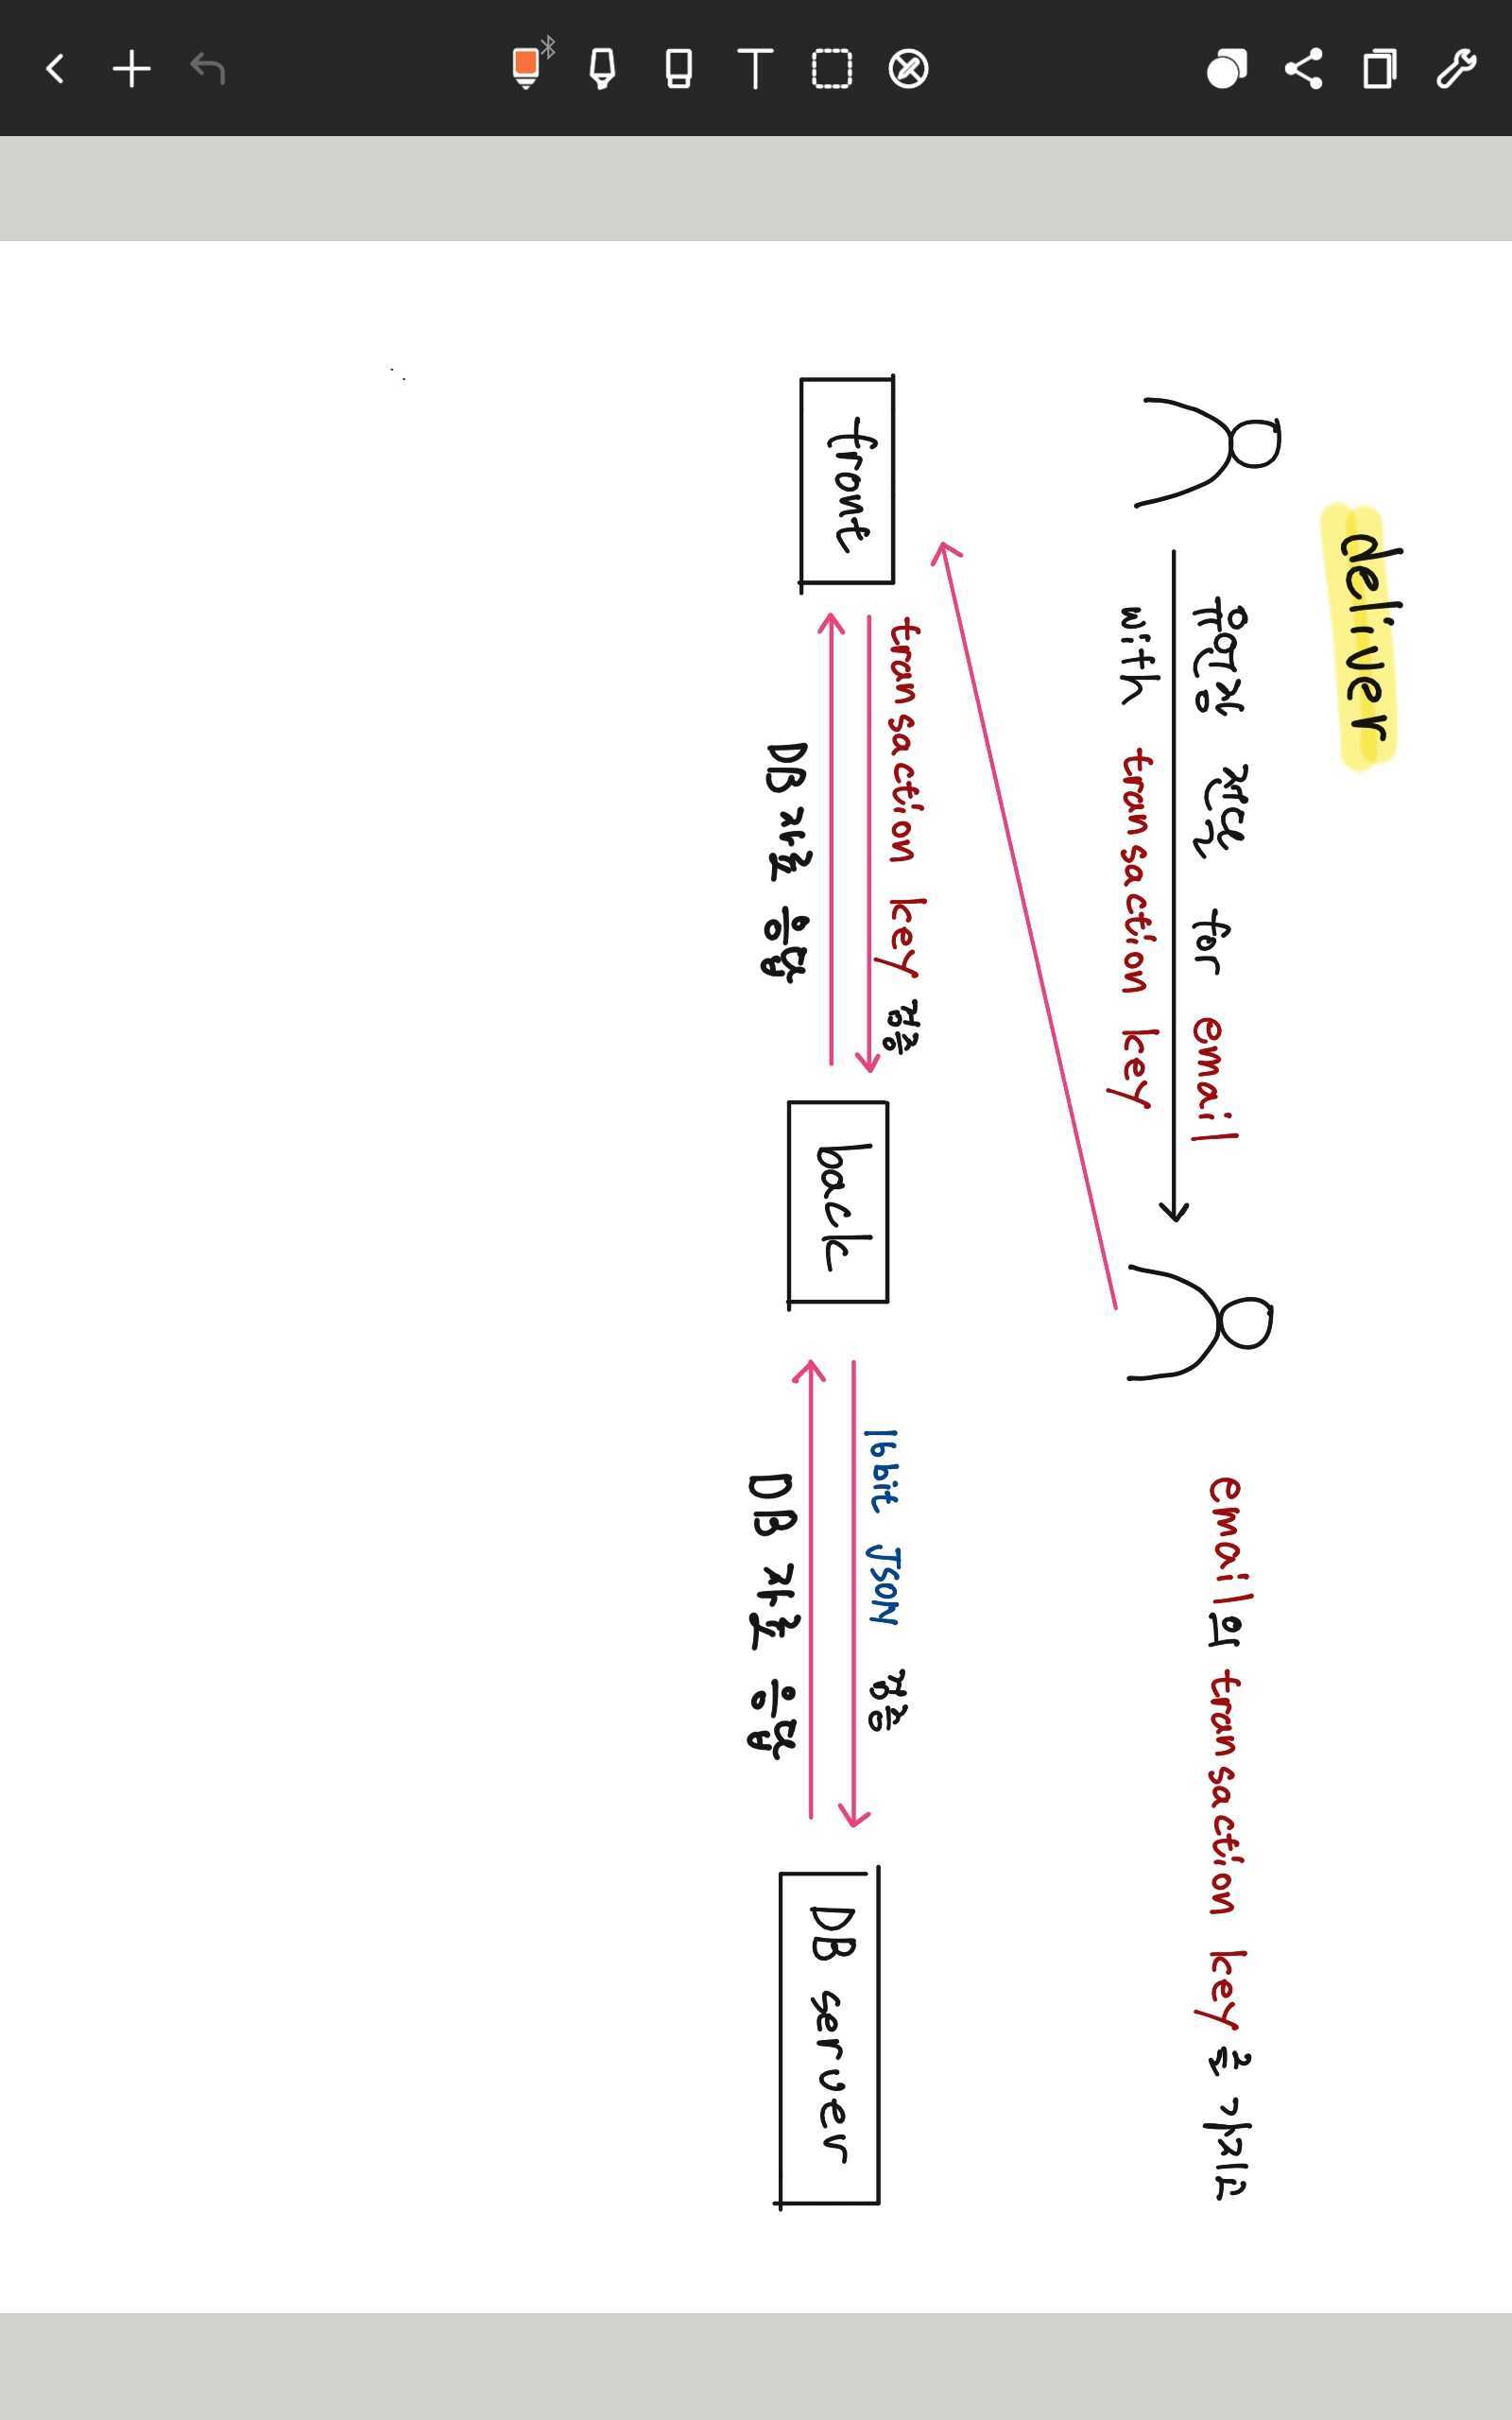 deliver
유언장 전달 for email
with transaction key
email의 transaction key를 가지고
transaction key 검증
front
back
DB 자료 응답
16bit JSON 검증
DB server
DB 자료 응답